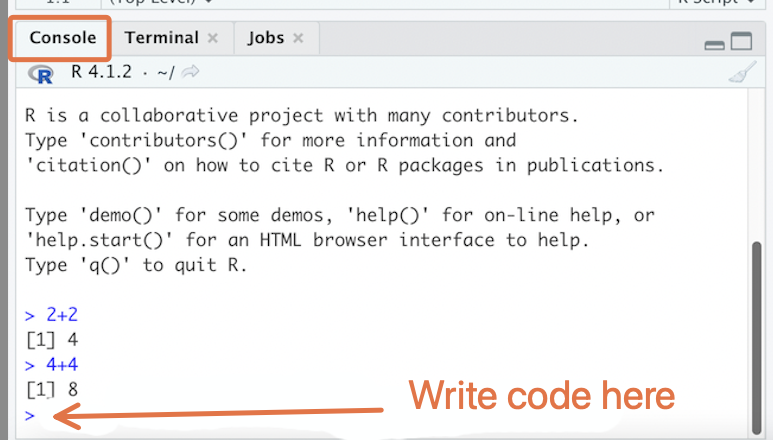 1:1 (Top Level) R Script
Console Terminal Jobs
R R 4.1.2 · ~/
R is a collaborative project with many contributors.
Type 'contributors()' for more information and
'citation()' on how to cite R or R packages in publications.
Type 'demo()' for some demos, 'help()' for on-line help, or
'help.start()' for an HTML browser interface to help.
Type 'q()' to quit R.
> 2+2
[1] 4
> 4+4
[1] 8
>
Write code here